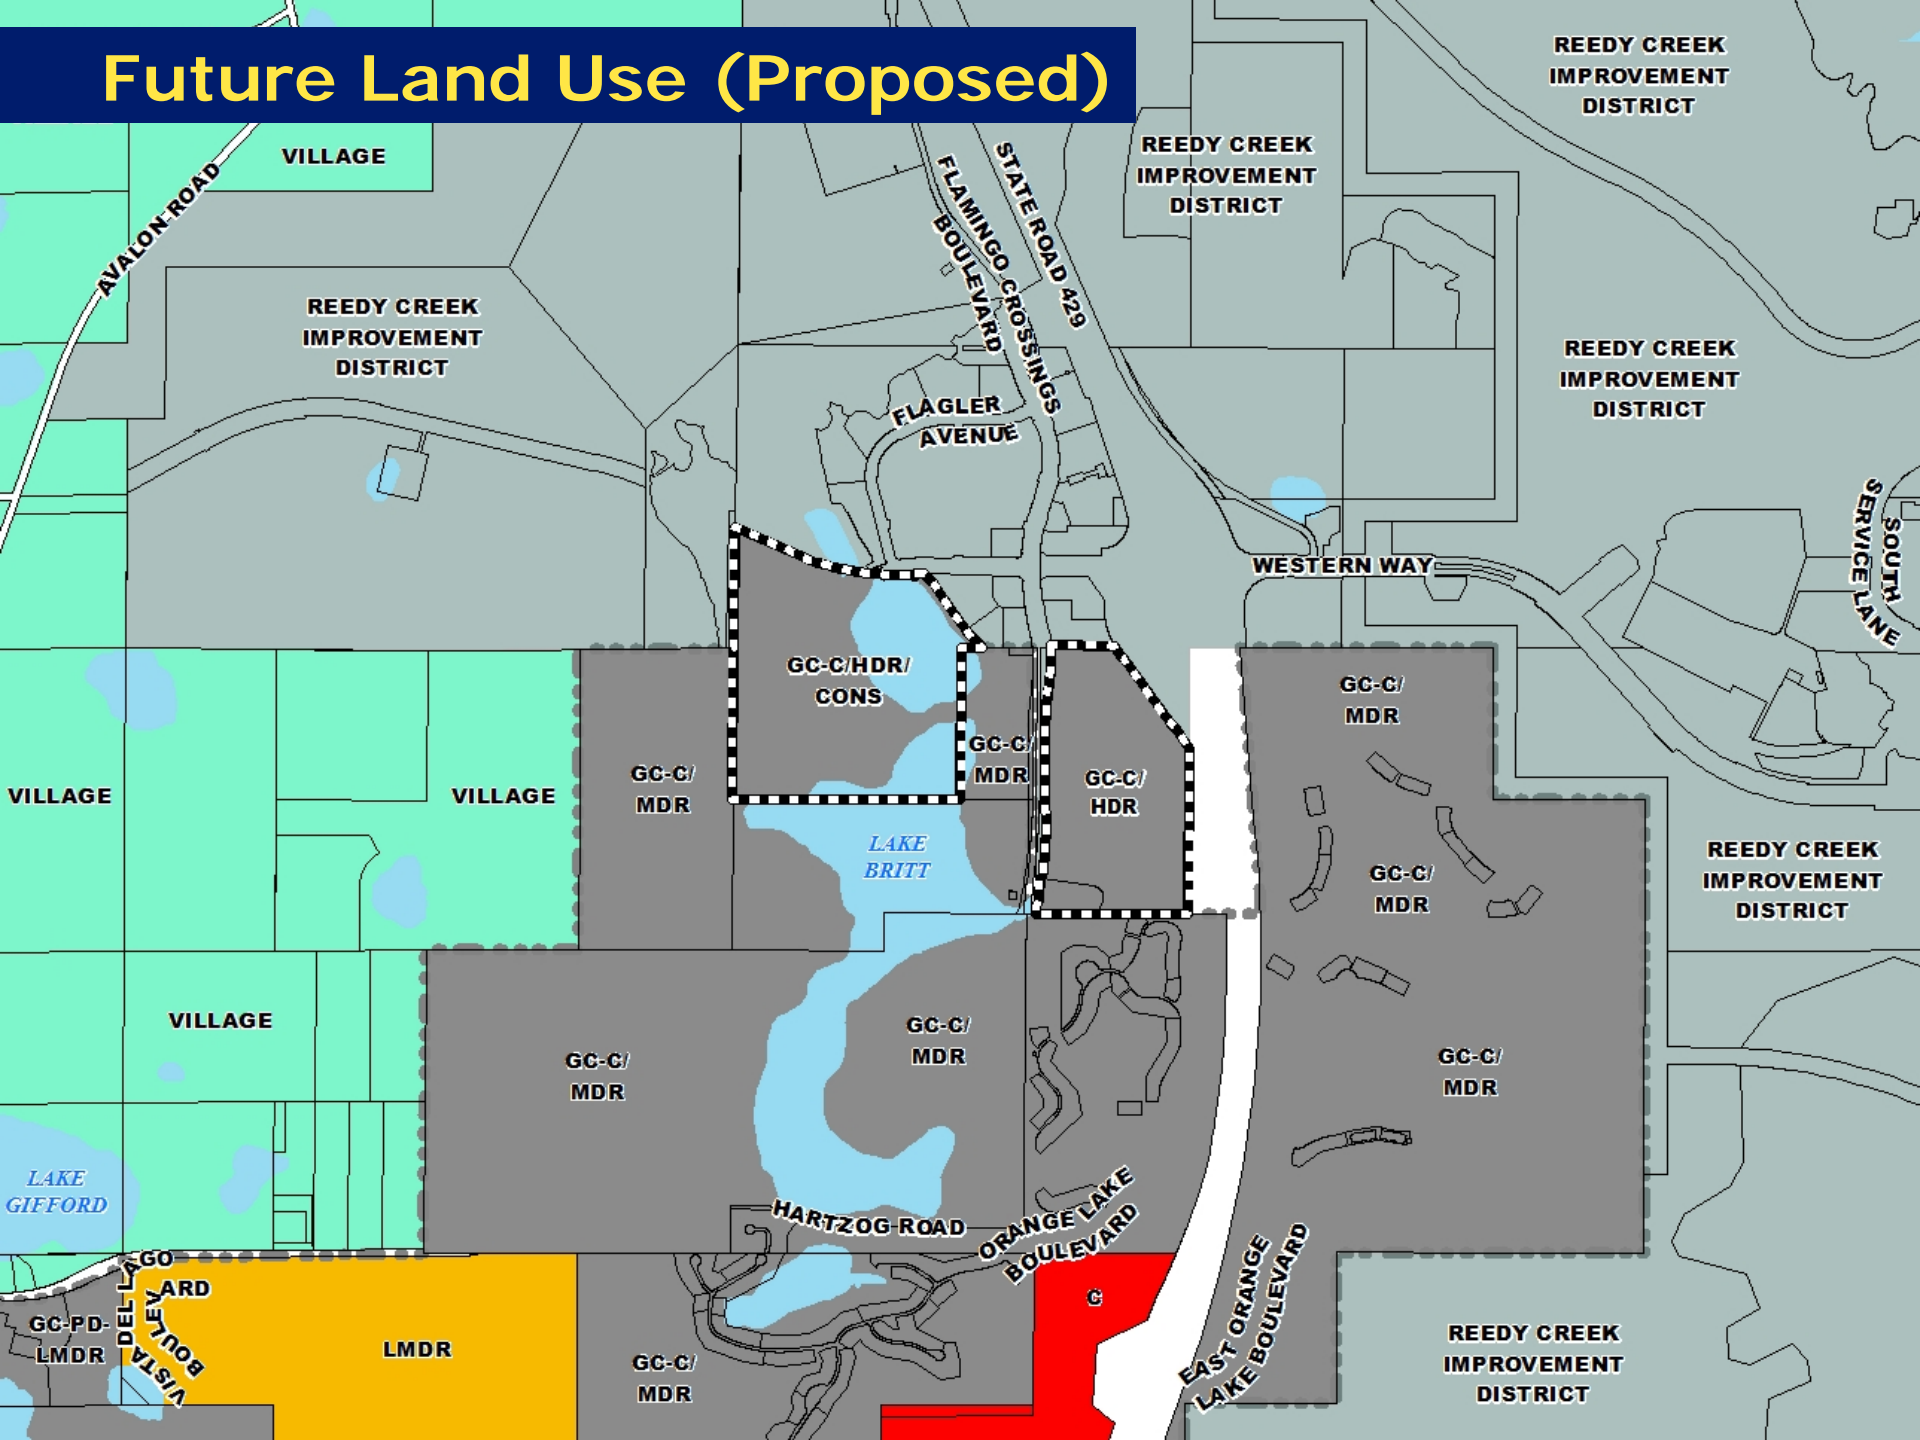 Future Land Use (Proposed)
REEDY CREEK
IMPROVEMENT
DISTRICT
VILLAGE
REEDY CREEK
IMPROVEMENT
DISTRICT
AVALON ROAD
FLAMINGO CROSSINGS
BOULEVARD
STATE ROAD 429
REEDY CREEK
IMPROVEMENT
DISTRICT
REEDY CREEK
IMPROVEMENT
DISTRICT
FLAGLER
AVENUE
WESTERN WAY
SOUTH
SERVICE LANE
GC-C/HDR/
CONS
GC-C/
MDR
GC-C/
MDR
GC-C/
MDR
GC-C/
HDR
VILLAGE
VILLAGE
LAKE
BRITT
GC-C/
MDR
REEDY CREEK
IMPROVEMENT
DISTRICT
VILLAGE
GC-C/
MDR
GC-C/
MDR
GC-C/
MDR
LAKE
GIFFORD
HARTZOG ROAD
ORANGE LAKE
BOULEVARD
EAST ORANGE
LAKE BOULEVARD
VISTA DEL LAGO
BOULEVARD
C
GC-PD-
LMDR
LMDR
GC-C/
MDR
REEDY CREEK
IMPROVEMENT
DISTRICT